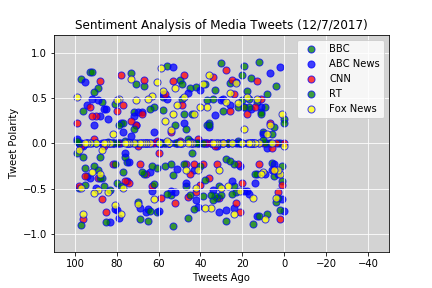 Sentiment Analysis of Media Tweets (12/7/2017)
BBC
ABC News
CNN
RT
Fox News
Tweet Polarity
1.0
0.5
0.0
−0.5
−1.0
100 80 60 40 20 0 −20 −40
Tweets Ago